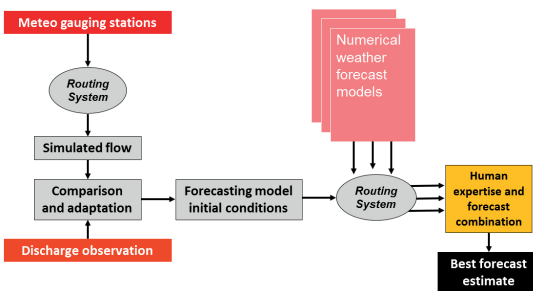 Meteo gauging stations
Routing
System
Simulated flow
Comparison
and adaptation
Discharge observation
Forecasting model
initial conditions
Numerical
weather
forecast
models
Routing
System
Human
expertise and
forecast
combination
Best forecast
estimate